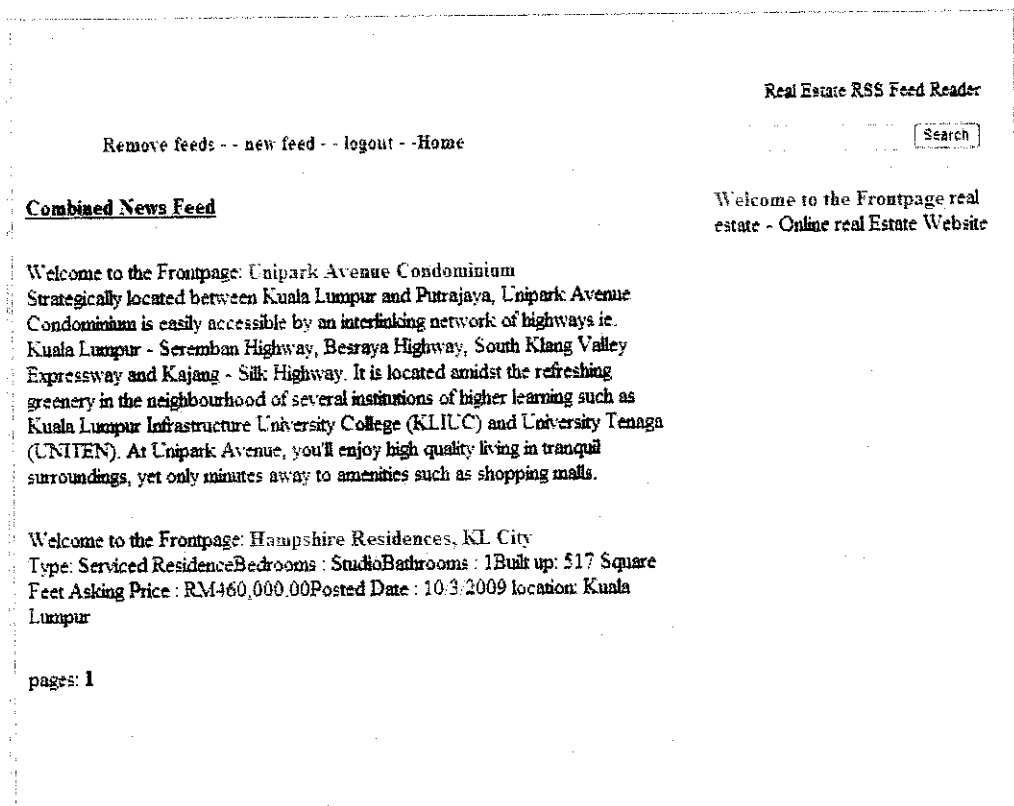 Real Estate RSS Feed Reader
Search
Remove feeds - - new feed - - logout - -Home
Combined News Feed
Welcome to the Frontpage real
estate - Online real Estate Website
Welcome to the Frontpage: Unipark Avenue Condominium
Strategically located between Kuala Lumpur and Putrajaya, Unipark Avenue
Condominium is easily accessible by an interlinking network of highways ie.
Kuala Lumpur - Seremban Highway, Besraya Highway, South Klang Valley
Expressway and Kajang - Silk Highway. It is located amidst the refreshing
greenery in the neighbourhood of several institutions of higher learning such as
Kuala Lumpur Infrastructure University College (KLIUC) and University Tenaga
(UNITEN). At Unipark Avenue, you'll enjoy high quality living in tranquil
surroundings, yet only minutes away to amenities such as shopping malls.
Welcome to the Frontpage: Hampshire Residences, KL City
Type: Serviced ResidenceBedrooms : StudioBathrooms : 1Built up: 517 Square
Feet Asking Price : RM460,000.00Posted Date : 10/3/2009 location: Kuala
Lumpur
pages: 1